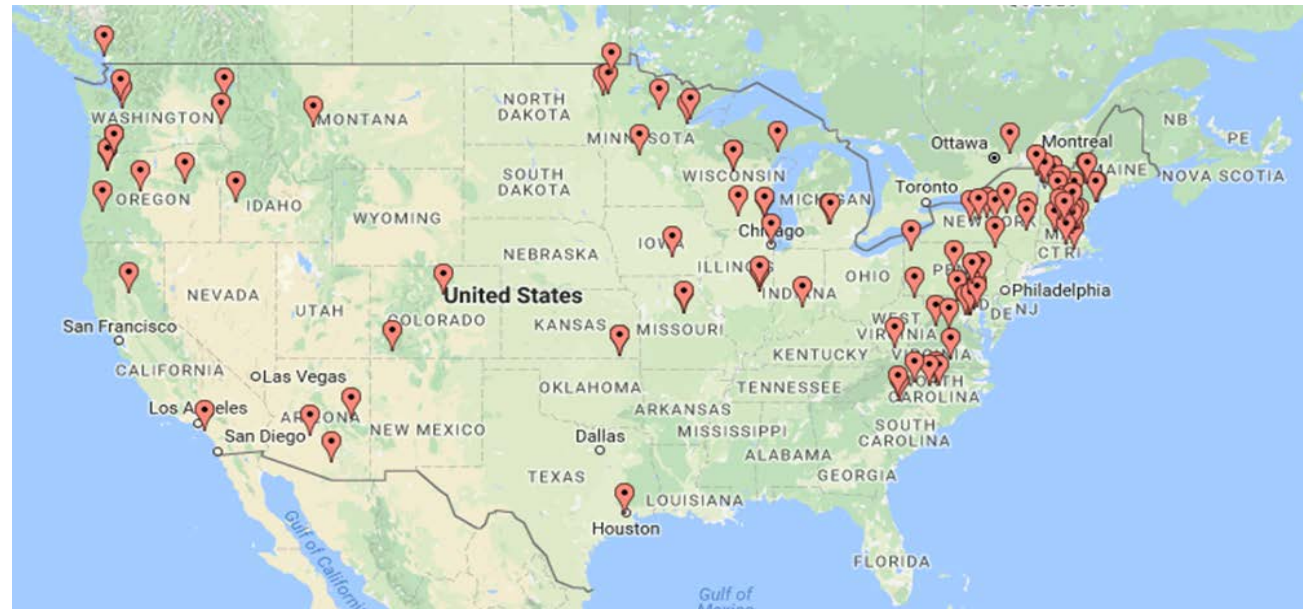 NB
PE
NORTH
DAKOTA
WASHINGTON
MONTANA
MINNESOTA
Ottawa
Montreal
MAINE
NOVA SCOTIA
SOUTH
DAKOTA
WISCONSIN
OREGON
IDAHO
MICHIGAN
Toronto
WYOMING
NEW YORK
Chicago
IOWA
CT RI
NEBRASKA
ILLINOIS
OHIO
NEVADA
UTAH
United States
INDIANA
Philadelphia
COLORADO
KANSAS
MISSOURI
WEST
VIRGINIA
DE NJ
San Francisco
KENTUCKY
VIRGINIA
CALIFORNIA
Las Vegas
OKLAHOMA
TENNESSEE
NORTH
CAROLINA
Los Angeles
ARIZONA
ARKANSAS
NEW MEXICO
San Diego
Dallas
MISSISSIPPI
SOUTH
CAROLINA
ALABAMA
TEXAS
GEORGIA
LOUISIANA
Houston
Gulf of California
FLORIDA
Gulf of
Mexico